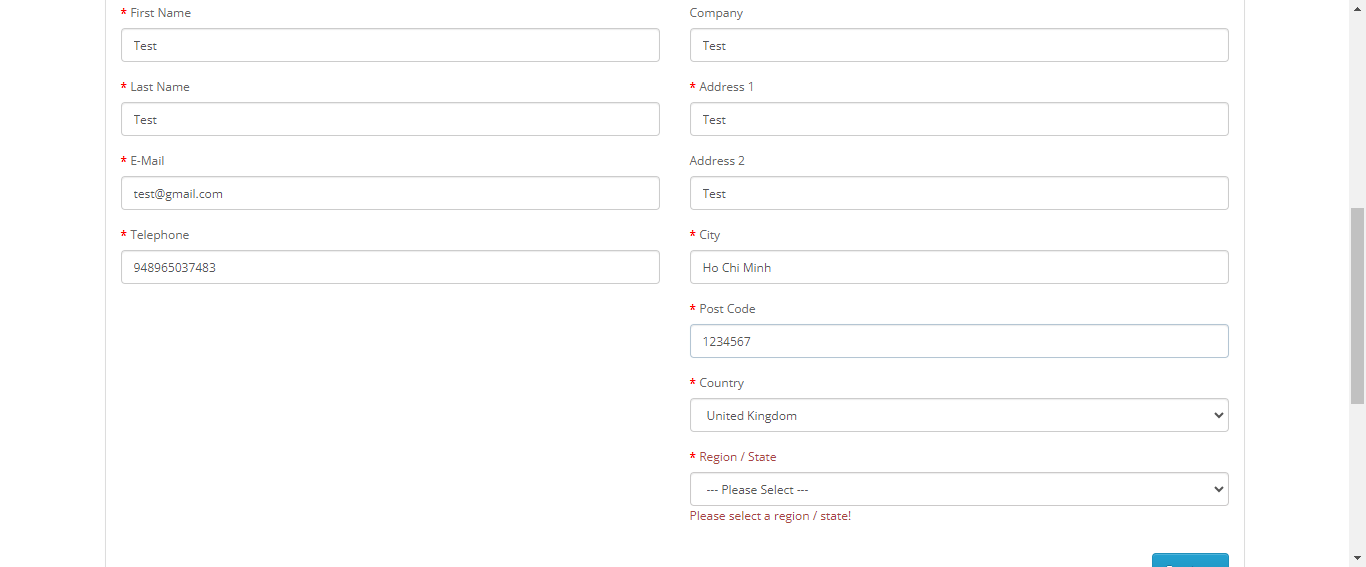 * First Name
Test
* Last Name
Test
* E-Mail
test@gmail.com
* Telephone
948965037483
Company
Test
* Address 1
Test
Address 2
Test
* City
Ho Chi Minh
* Post Code
1234567
* Country
United Kingdom
* Region / State
--- Please Select ---
Please select a region / state!